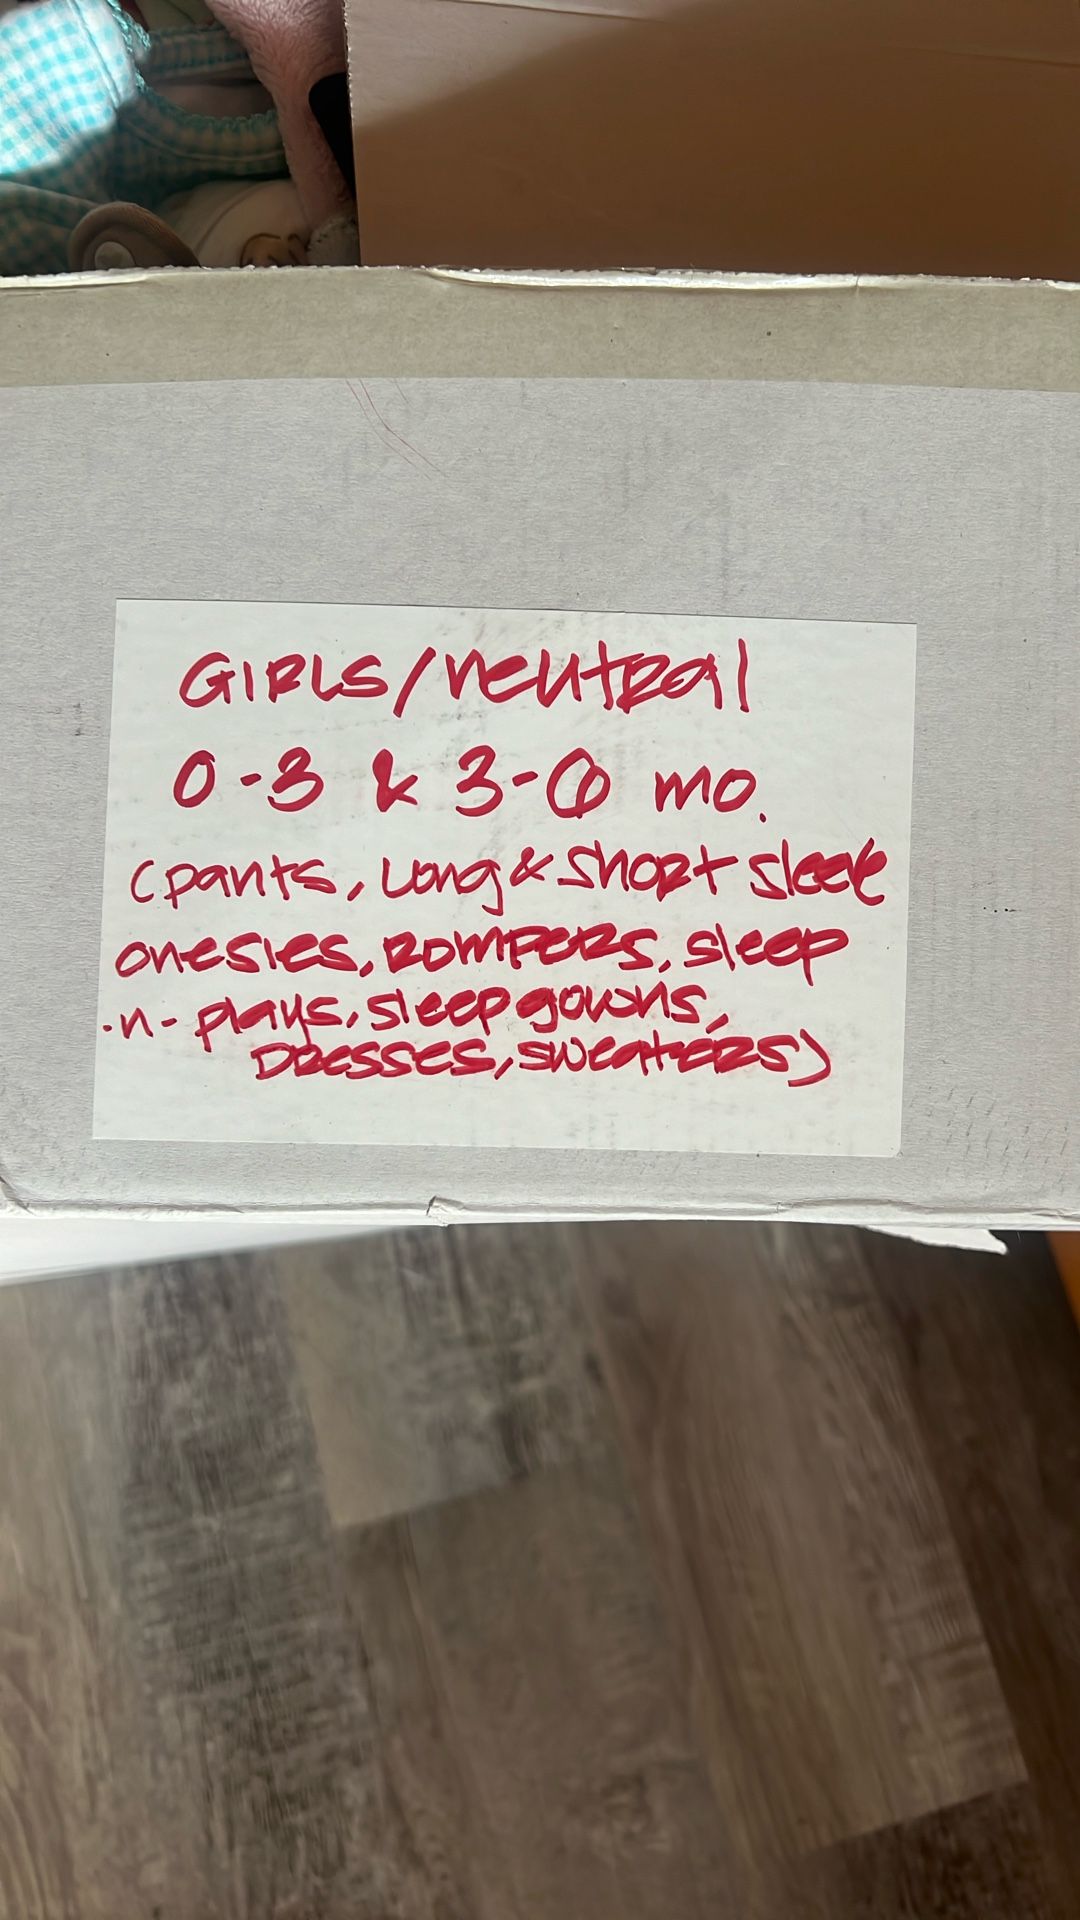 GIRLS/neutral
0-3 & 3-6 mo.
(pants, Long & short sleeve
onesies, Rompers, sleep
-n- plays, sleep gowns,
Dresses, sweaters)